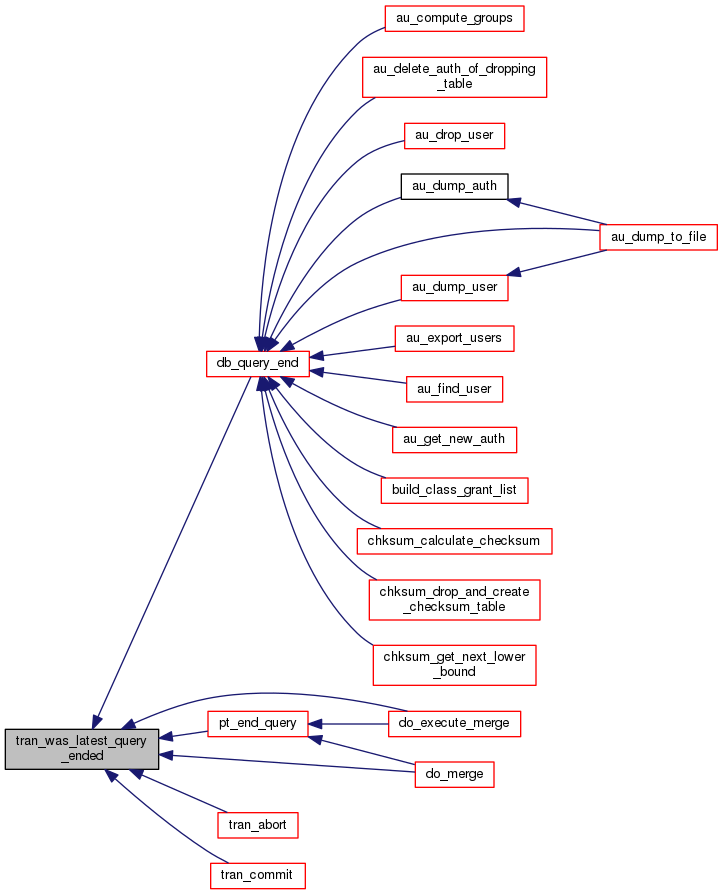 au_compute_groups
au_delete_auth_of_dropping
_table
au_drop_user
au_dump_auth
au_dump_to_file
au_dump_user
au_export_users
db_query_end
au_find_user
au_get_new_auth
build_class_grant_list
chksum_calculate_checksum
chksum_drop_and_create
_checksum_table
chksum_get_next_lower
_bound
pt_end_query
do_execute_merge
tran_was_latest_query
_ended
do_merge
tran_abort
tran_commit